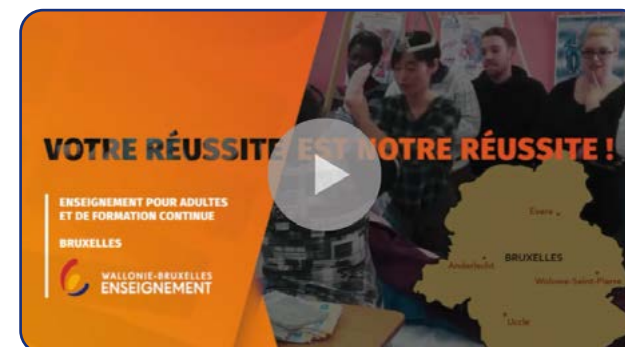 VOTRE RÉUSSITE EST NOTRE RÉUSSITE !
ENSEIGNEMENT POUR ADULTES
ET DE FORMATION CONTINUE
BRUXELLES
WALLONIE-BRUXELLES
ENSEIGNEMENT
Evere
Anderlecht
BRUXELLES
Woluwe-Saint-Pierre
Uccle